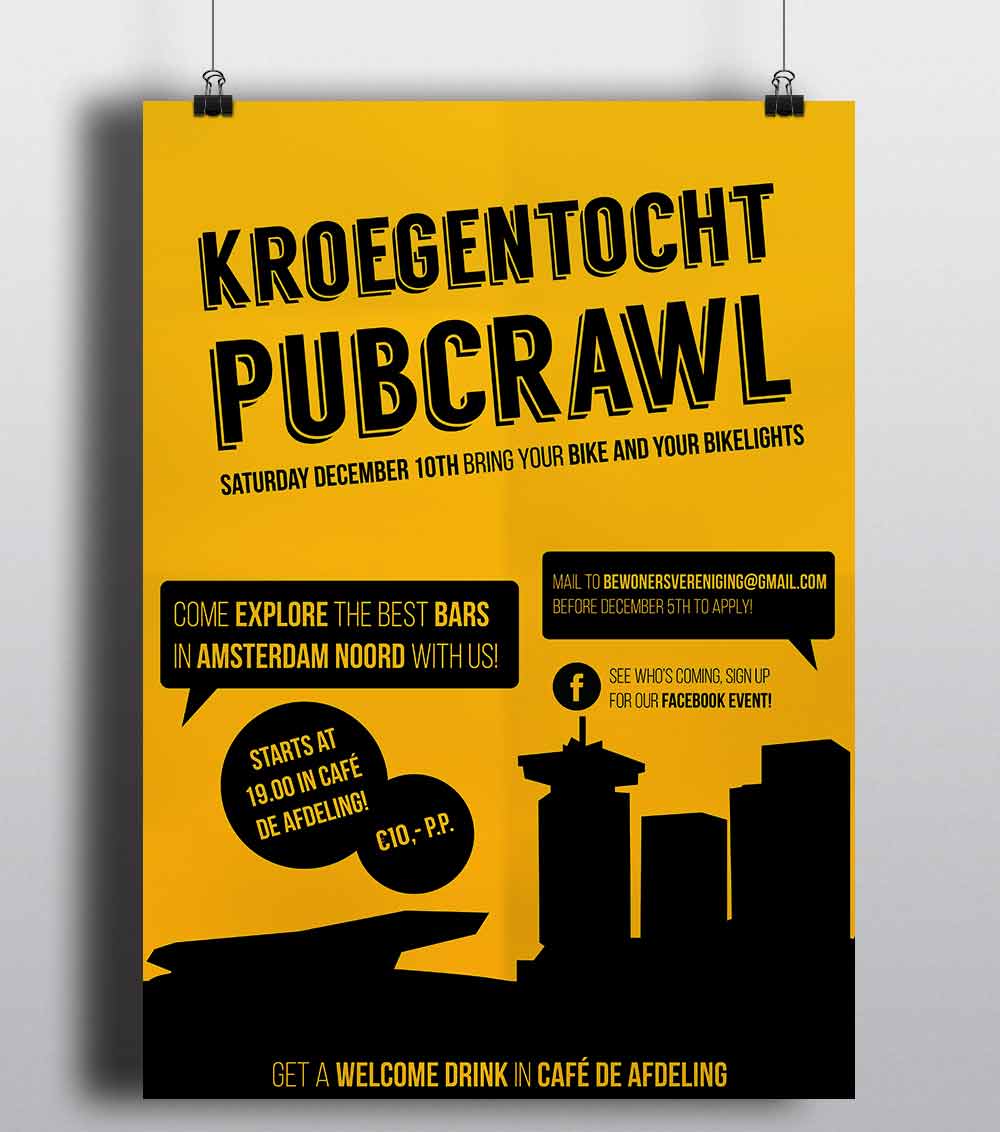 KROEGENTOCHT
PUBCRAWL
SATURDAY DECEMBER 10TH BRING YOUR BIKE AND YOUR BIKELIGHTS
COME EXPLORE THE BEST BARS
IN AMSTERDAM NOORD WITH US!
MAIL TO BEWONERSVERENIGING@GMAIL.COM
BEFORE DECEMBER 5TH TO APPLY!
f
SEE WHO'S COMING, SIGN UP
FOR OUR FACEBOOK EVENT!
STARTS AT
19.00 IN CAFÉ
DE AFDELING!
€10,- P.P.
GET A WELCOME DRINK IN CAFÉ DE AFDELING